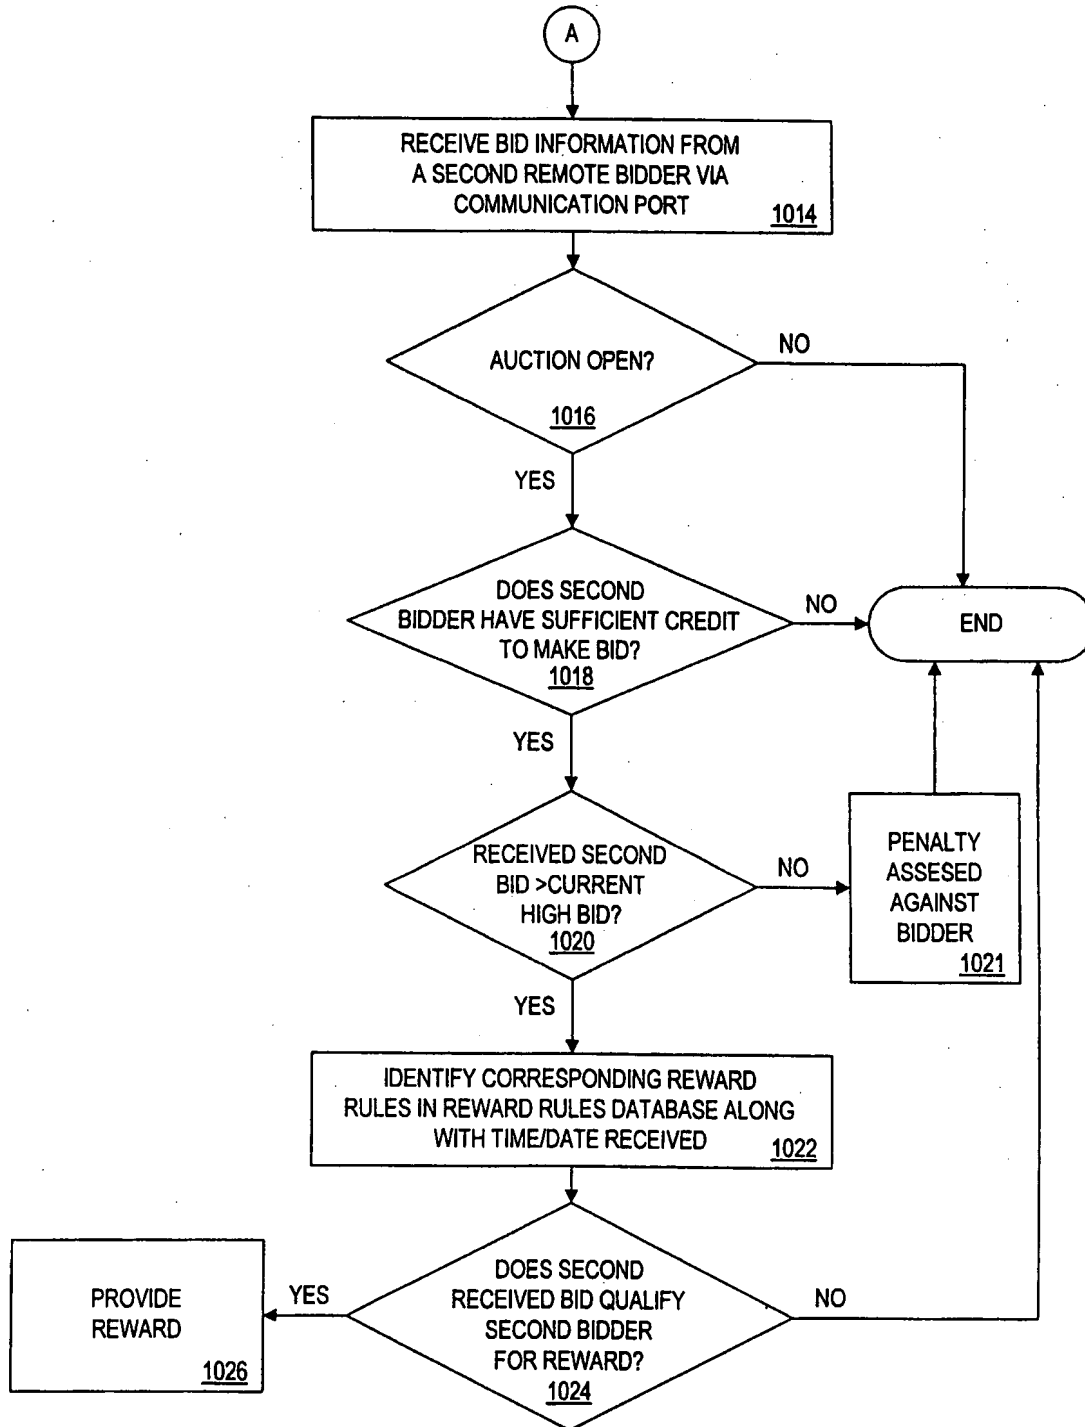 A
RECEIVE BID INFORMATION FROM
A SECOND REMOTE BIDDER VIA
COMMUNICATION PORT
1014
AUCTION OPEN?
1016
NO
YES
DOES SECOND
BIDDER HAVE SUFFICIENT CREDIT
TO MAKE BID?
1018
NO
END
YES
RECEIVED SECOND
BID >CURRENT
HIGH BID?
1020
NO
PENALTY
ASSESED
AGAINST
BIDDER
1021
YES
IDENTIFY CORRESPONDING REWARD
RULES IN REWARD RULES DATABASE ALONG
WITH TIME/DATE RECEIVED
1022
DOES SECOND
RECEIVED BID QUALIFY
SECOND BIDDER
FOR REWARD?
1024
YES
NO
PROVIDE
REWARD
1026